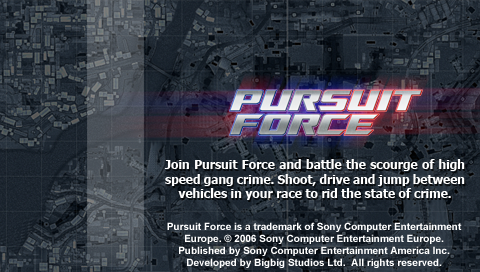 PURSUIT
FORCE
Join Pursuit Force and battle the scourge of high
speed gang crime. Shoot, drive and jump between
vehicles in your race to rid the state of crime.
Pursuit Force is a trademark of Sony Computer Entertainment
Europe. © 2006 Sony Computer Entertainment Europe.
Published by Sony Computer Entertainment America Inc.
Developed by Bigbig Studios Ltd. All rights reserved.